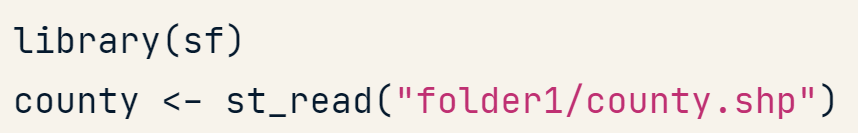 library(sf)
county <- st_read("folder1/county.shp")